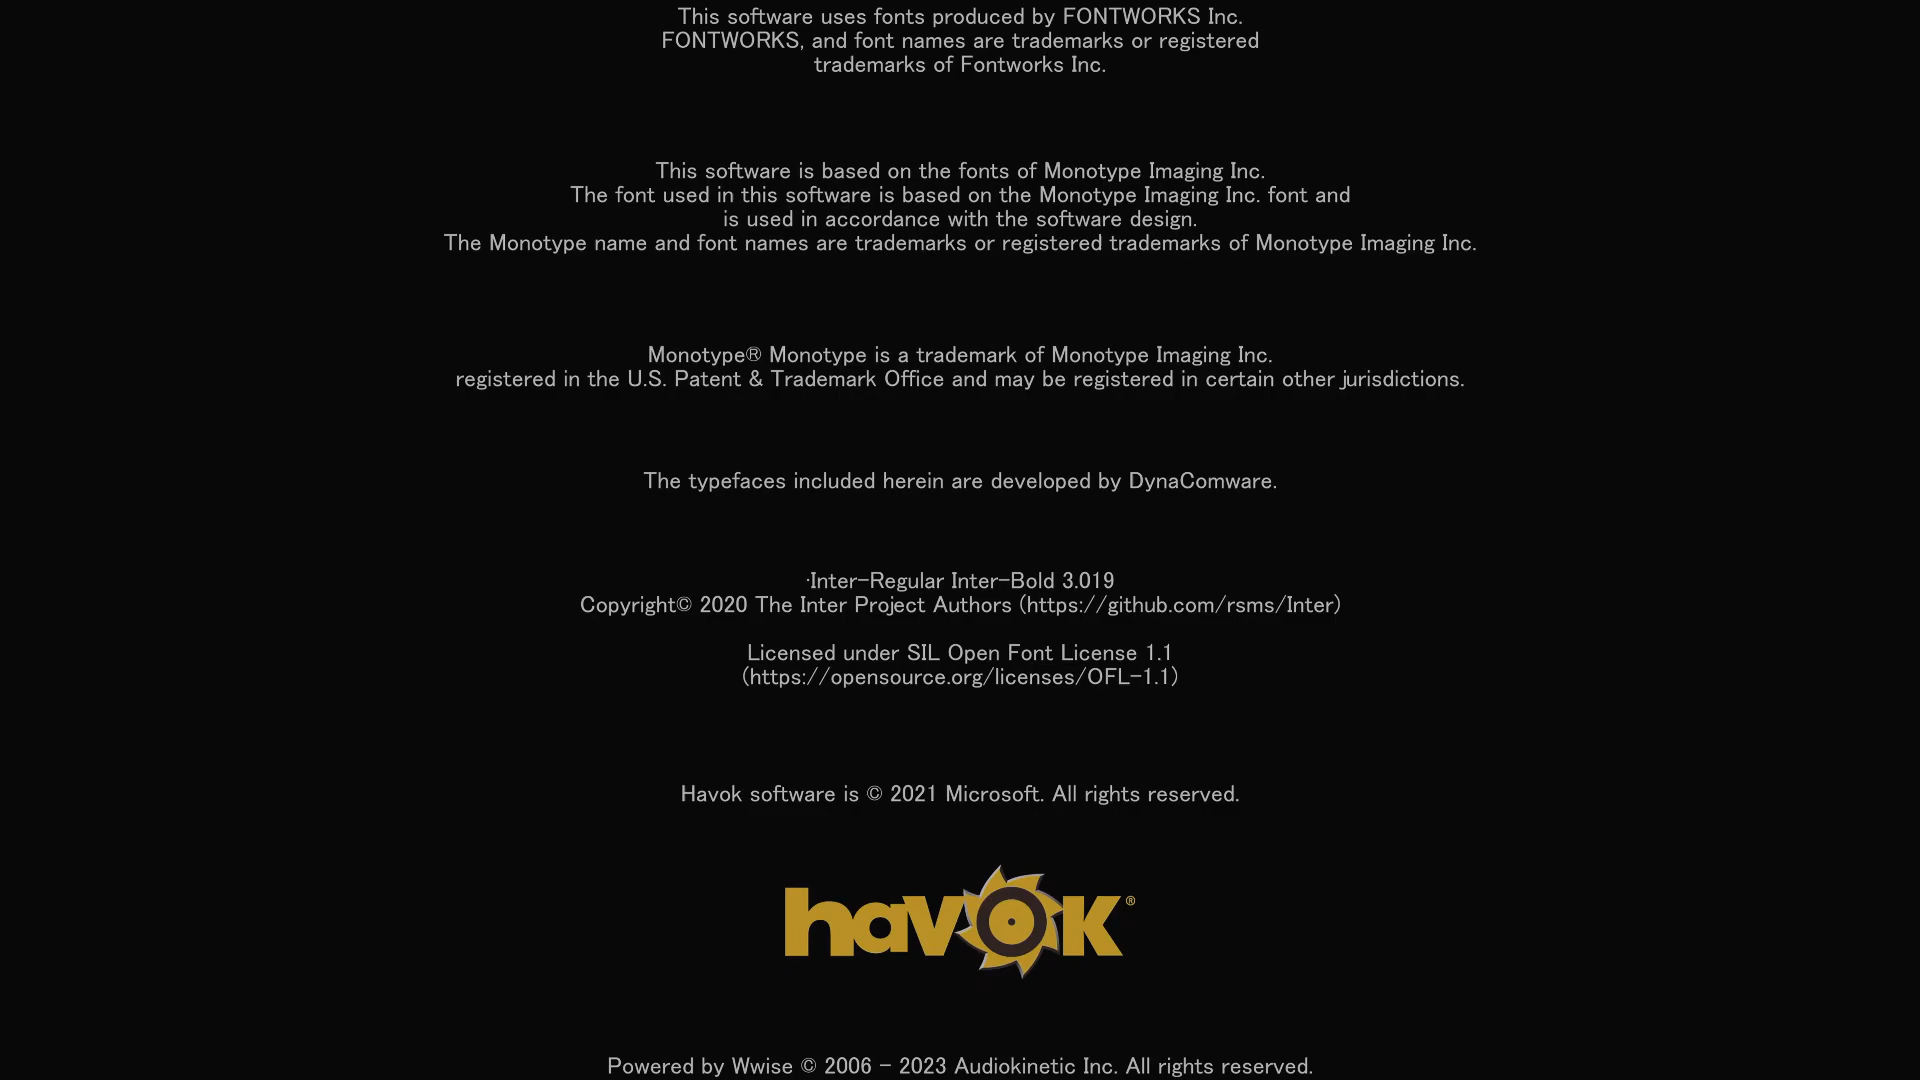 This software uses fonts produced by FONTWORKS Inc.
FONTWORKS, and font names are trademarks or registered
trademarks of Fontworks Inc.
This software is based on the fonts of Monotype Imaging Inc.
The font used in this software is based on the Monotype Imaging Inc. font and
is used in accordance with the software design.
The Monotype name and font names are trademarks or registered trademarks of Monotype Imaging Inc.
Monotype® Monotype is a trademark of Monotype Imaging Inc.
registered in the U.S. Patent & Trademark Office and may be registered in certain other jurisdictions.
The typefaces included herein are developed by DynaComware.
·Inter-Regular Inter-Bold 3.019
Copyright© 2020 The Inter Project Authors (https://github.com/rsms/Inter)
Licensed under SIL Open Font License 1.1
(https://opensource.org/licenses/OFL-1.1)
Havok software is © 2021 Microsoft. All rights reserved.
havok®
Powered by Wwise © 2006 - 2023 Audiokinetic Inc. All rights reserved.